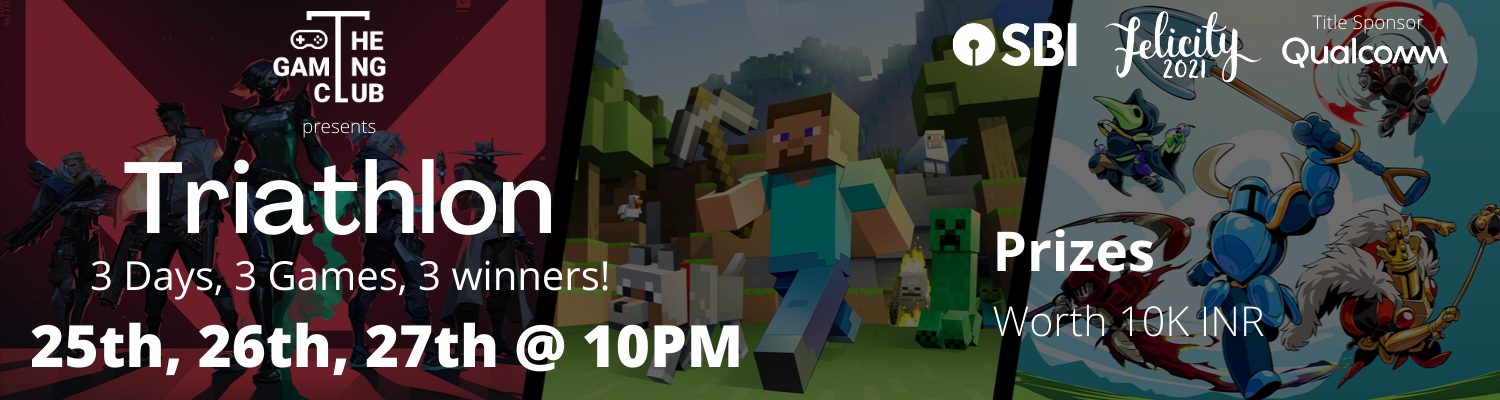 THE
GAMING
CLUB
presents
Triathlon
3 Days, 3 Games, 3 winners!
25th, 26th, 27th @ 10PM
SBI
Felicity
2021
Title Sponsor
Qualcomm
Prizes
Worth 10K INR